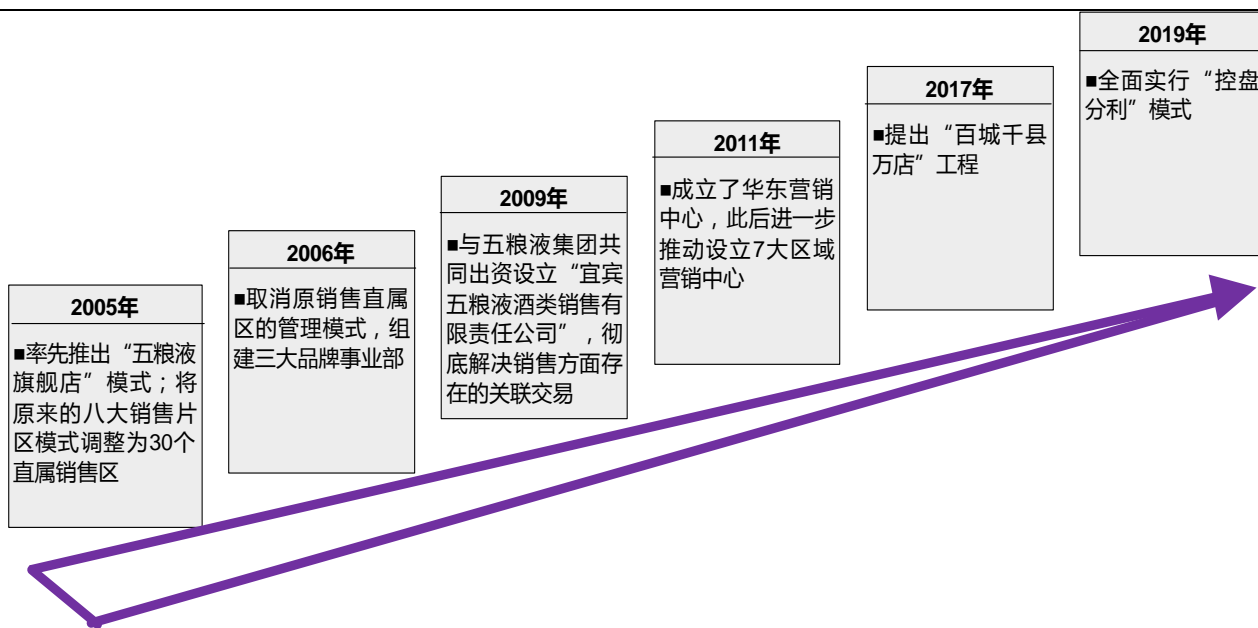 2005年
■率先推出“五粮液
旗舰店”模式；将
原来的八大销售片
区模式调整为30个
直属销售区
2006年
■取消原销售直属
区的管理模式，组
建三大品牌事业部
2009年
■与五粮液集团共
同出资设立“宜宾
五粮液酒类销售有
限责任公司”，彻
底解决销售方面存
在的关联交易
2011年
■成立了华东营销
中心，此后进一步
推动设立7大区域
营销中心
2017年
■提出“百城千县
万店”工程
2019年
■全面实行“控盘
分利”模式